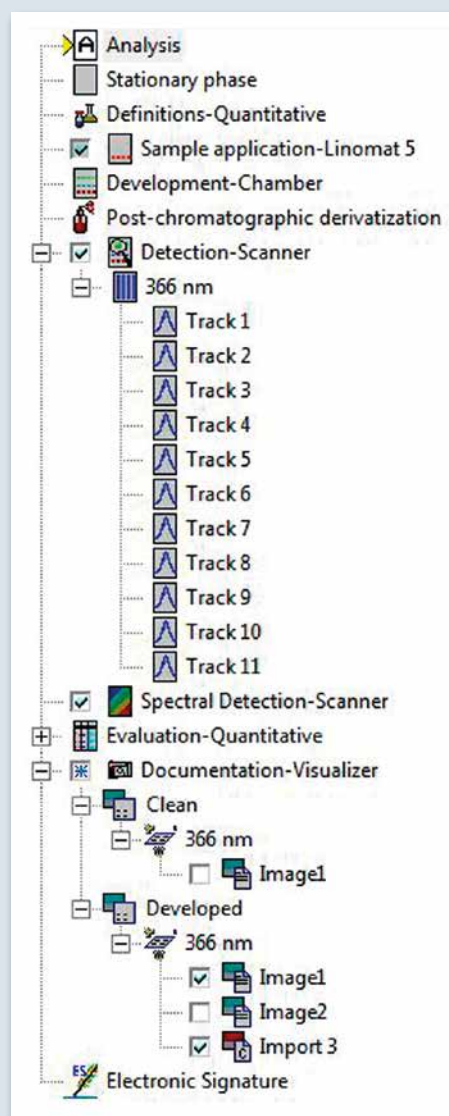 Analysis
Stationary phase
Definitions-Quantitative
Sample application-Linomat 5
Development-Chamber
Post-chromatographic derivatization
Detection-Scanner
366 nm
Track 1
Track 2
Track 3
Track 4
Track 5
Track 6
Track 7
Track 8
Track 9
Track 10
Track 11
Spectral Detection-Scanner
Evaluation-Quantitative
Documentation-Visualizer
Clean
366 nm
Image1
Developed
366 nm
Image1
Image2
Import 3
Electronic Signature